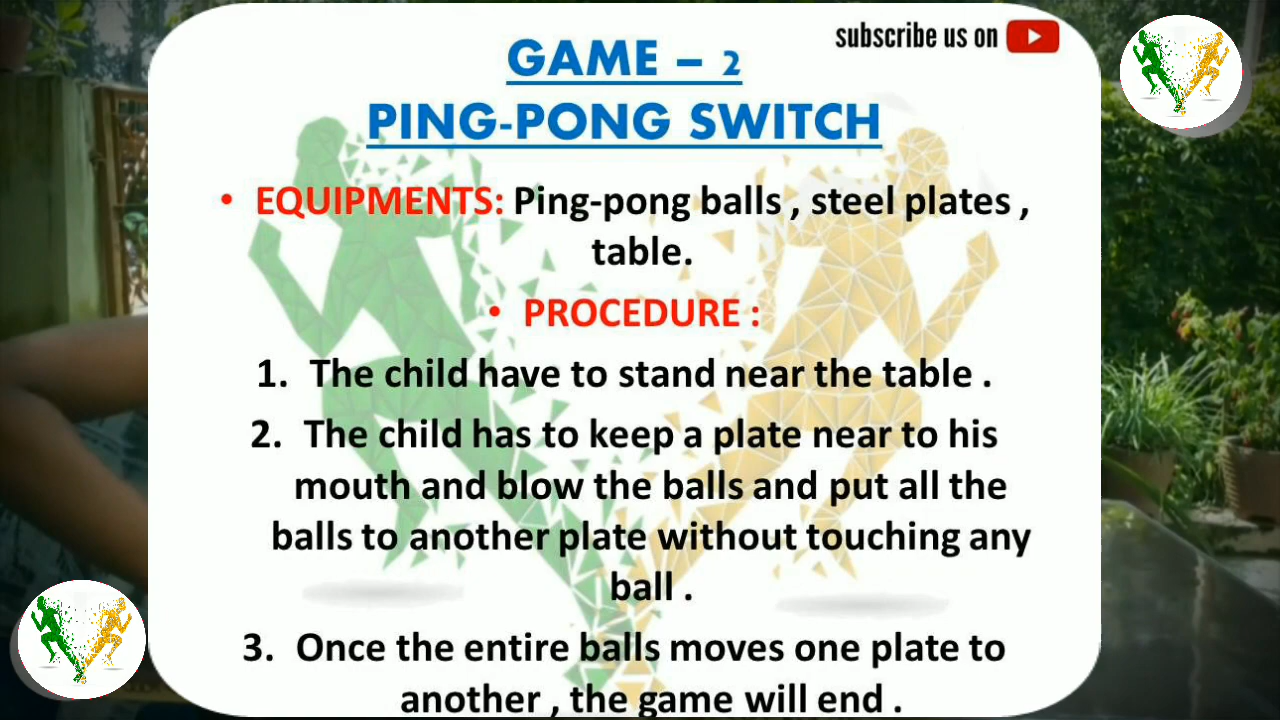 subscribe us on
GAME – 2
PING-PONG SWITCH
• EQUIPMENTS: Ping-pong balls , steel plates ,
table.
• PROCEDURE :
1. The child have to stand near the table .
2. The child has to keep a plate near to his
mouth and blow the balls and put all the
balls to another plate without touching any
ball .
3. Once the entire balls moves one plate to
another , the game will end .